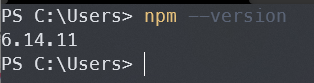 PS C:\Users> npm --version
6.14.11
PS C:\Users>